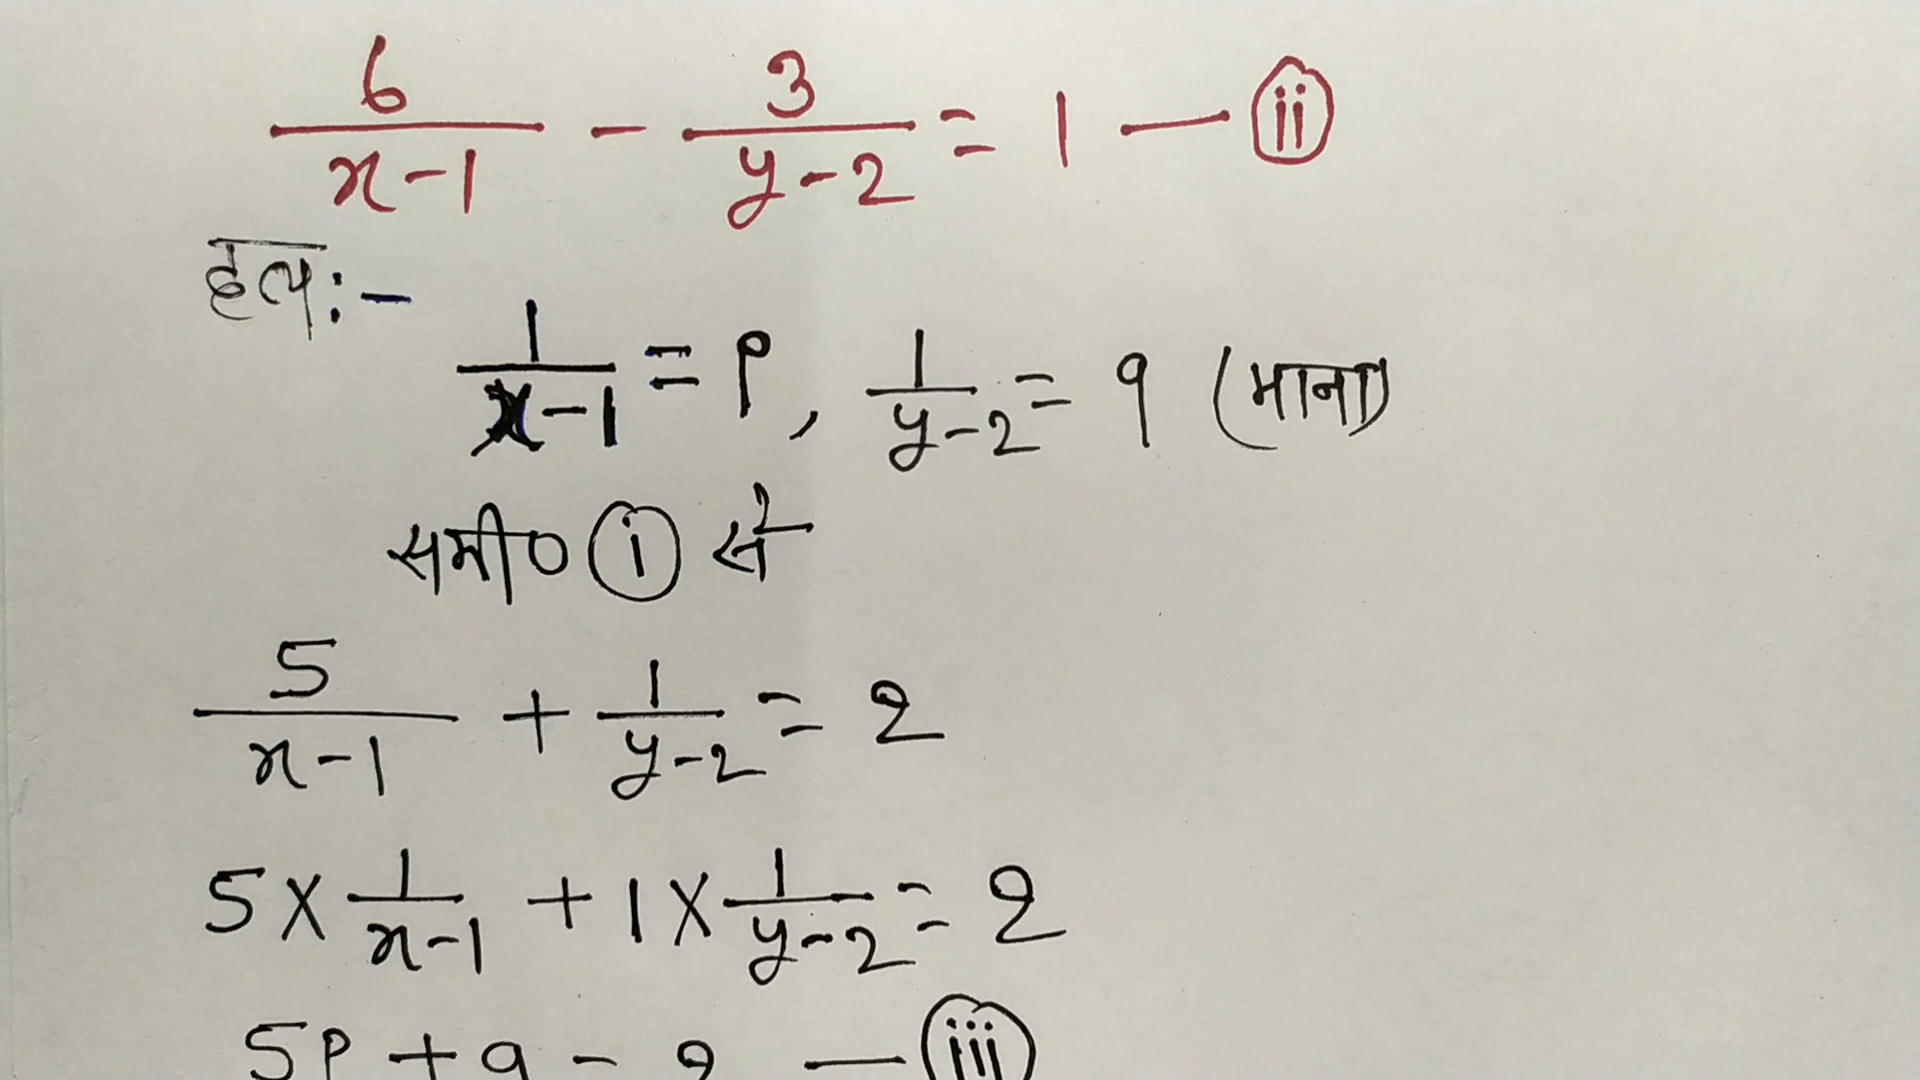 6/(x-1) - 3/(y-2) = 1 — (ii)
हल :-
1/(x-1) = p, 1/(y-2) = q (माना)
समी० (i) से
5/(x-1) + 1/(y-2) = 2
5 × 1/(x-1) + 1 × 1/(y-2) = 2
5p + q = 2 — (iii)